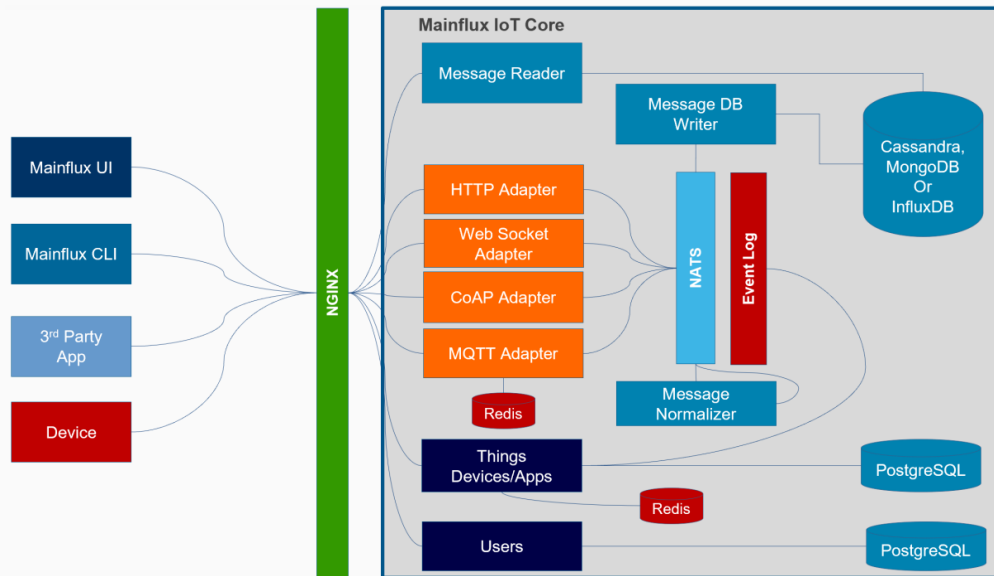 Mainflux IoT Core
Message Reader
Message DB
Writer
Cassandra,
MongoDB
Or
InfluxDB
Mainflux UI
Mainflux CLI
3rd Party
App
Device
NGINX
HTTP Adapter
Web Socket
Adapter
CoAP Adapter
MQTT Adapter
Redis
NATS
Event Log
Message
Normalizer
Things
Devices/Apps
PostgreSQL
Redis
Users
PostgreSQL